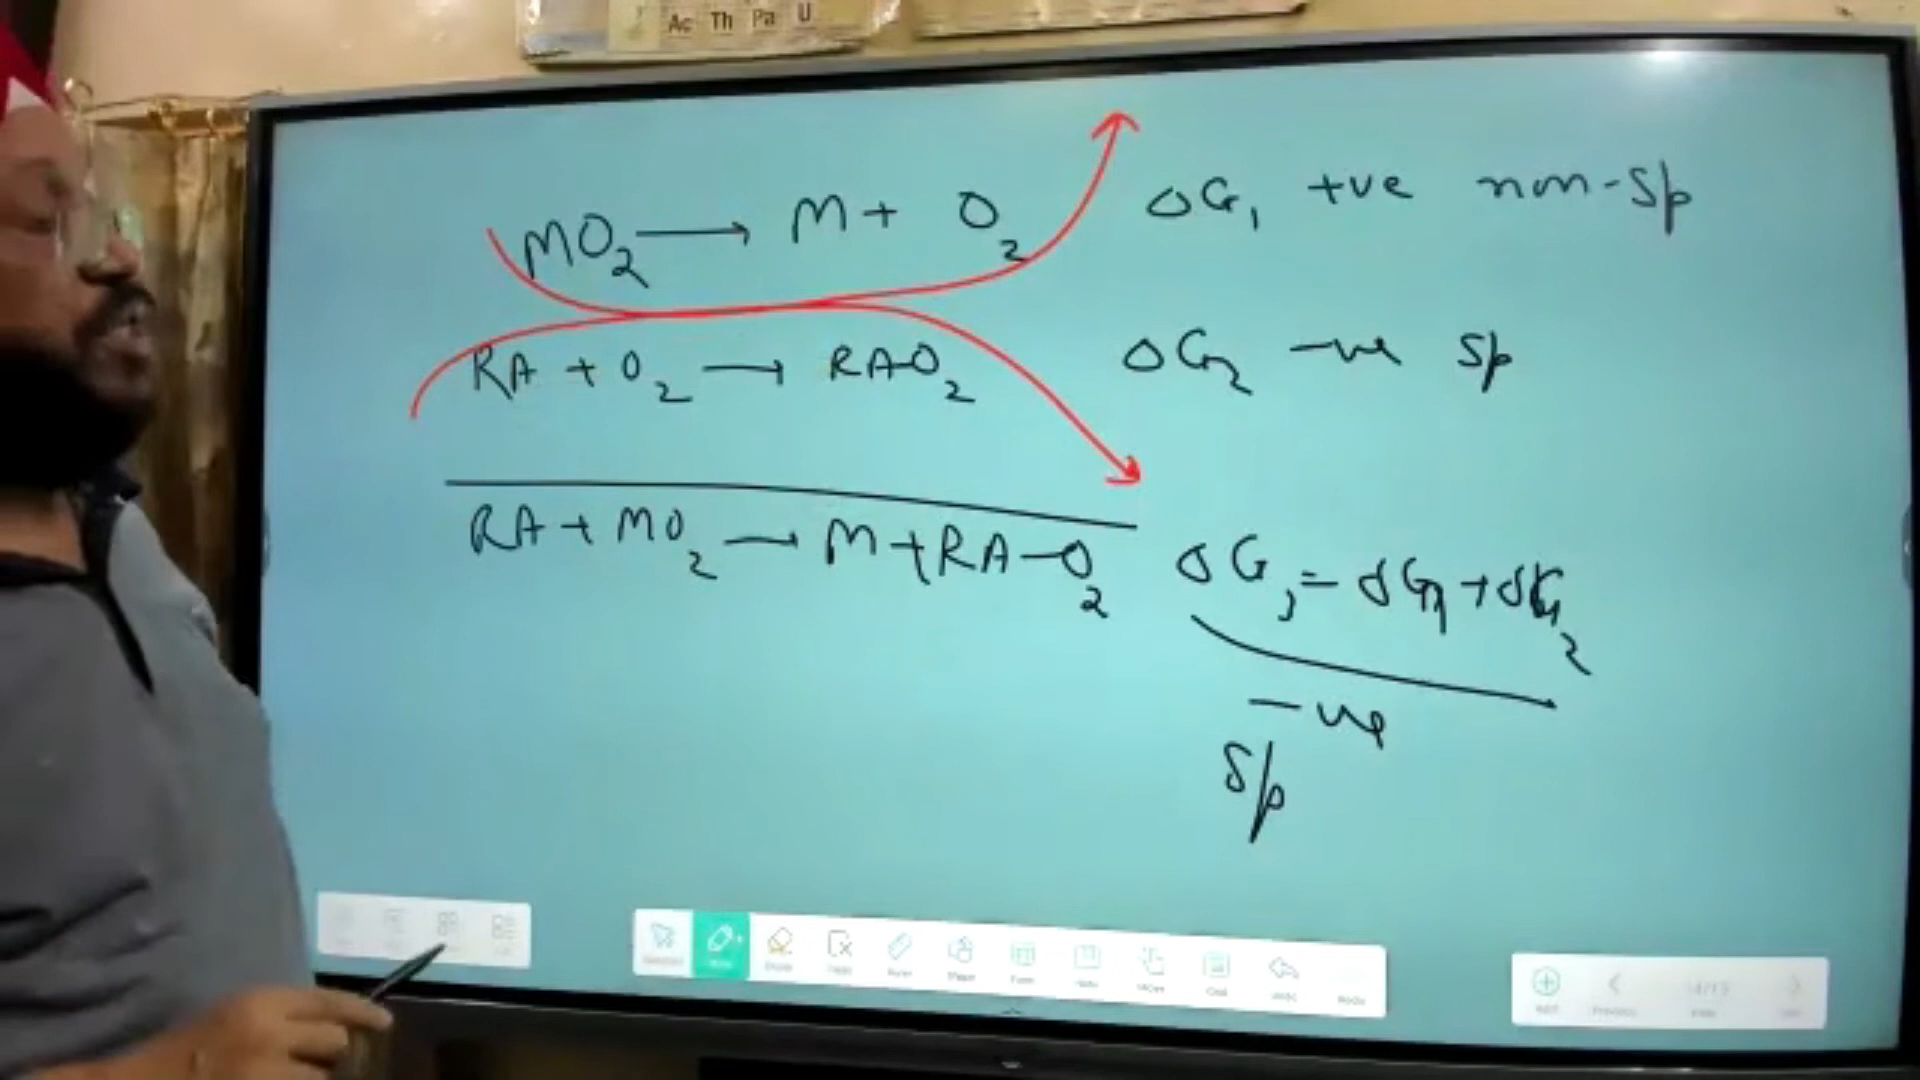 Ac Th Pa U
MO₂ → M + O₂ ΔG₁ +ve non-Sp
RA + O₂ → RAO₂ ΔG₂ -ve Sp
RA + MO₂ → M + RA-O₂ ΔG₃ = ΔG₁ + ΔG₂
-ve
Sp